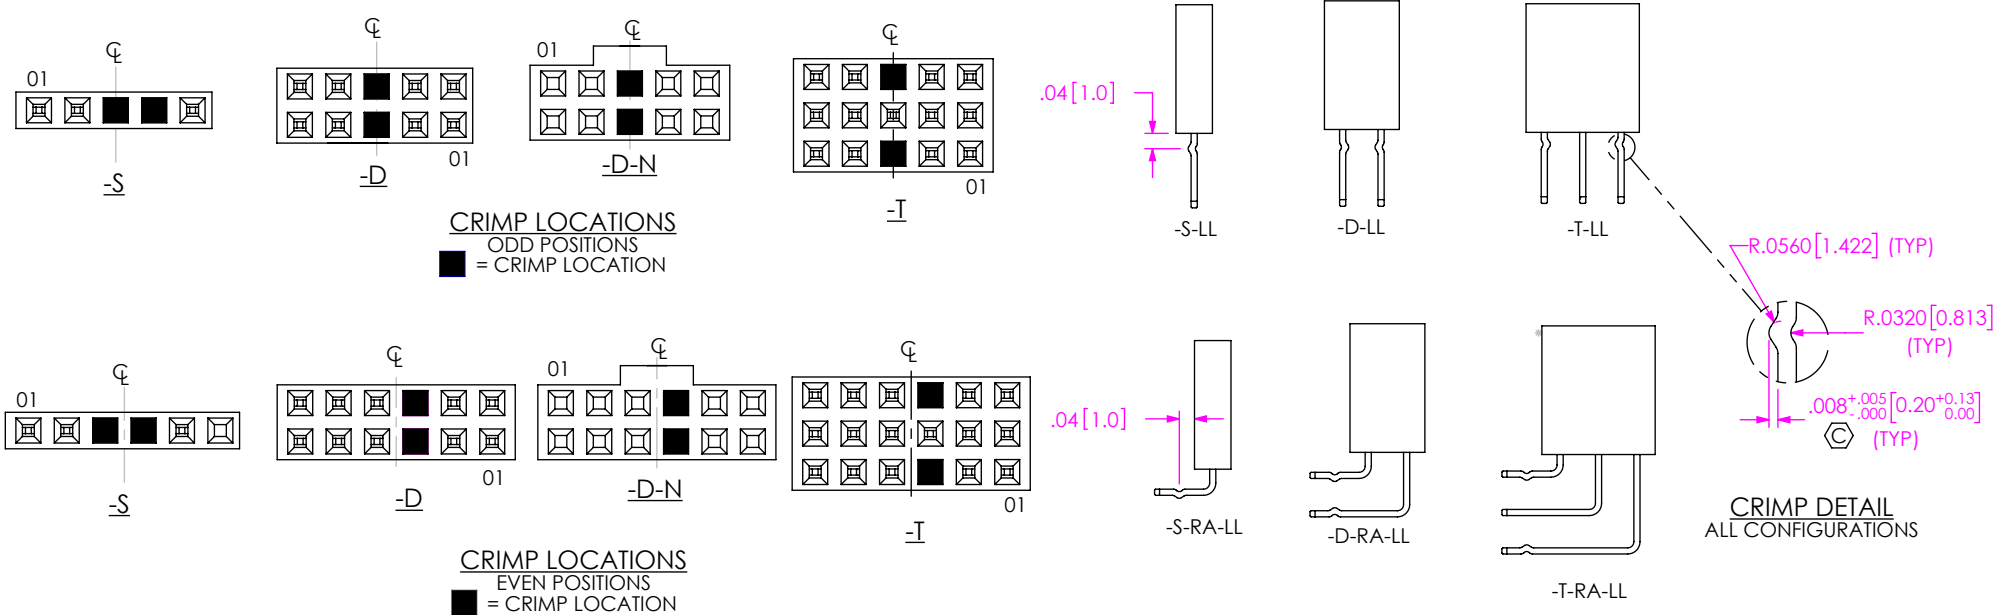 ℄
01
-S
℄
01
-D
℄
01
-D-N
℄
01
-T
CRIMP LOCATIONS
ODD POSITIONS
= CRIMP LOCATION
.04[1.0]
-S-LL
-D-LL
-T-LL
R.0560[1.422] (TYP)
R.0320[0.813]
(TYP)
.008+.005-.000[0.20+0.13 0.00]
C
(TYP)
CRIMP DETAIL
ALL CONFIGURATIONS
℄
01
-S
℄
01
-D
℄
01
-D-N
℄
01
-T
CRIMP LOCATIONS
EVEN POSITIONS
= CRIMP LOCATION
.04[1.0]
-S-RA-LL
-D-RA-LL
-T-RA-LL